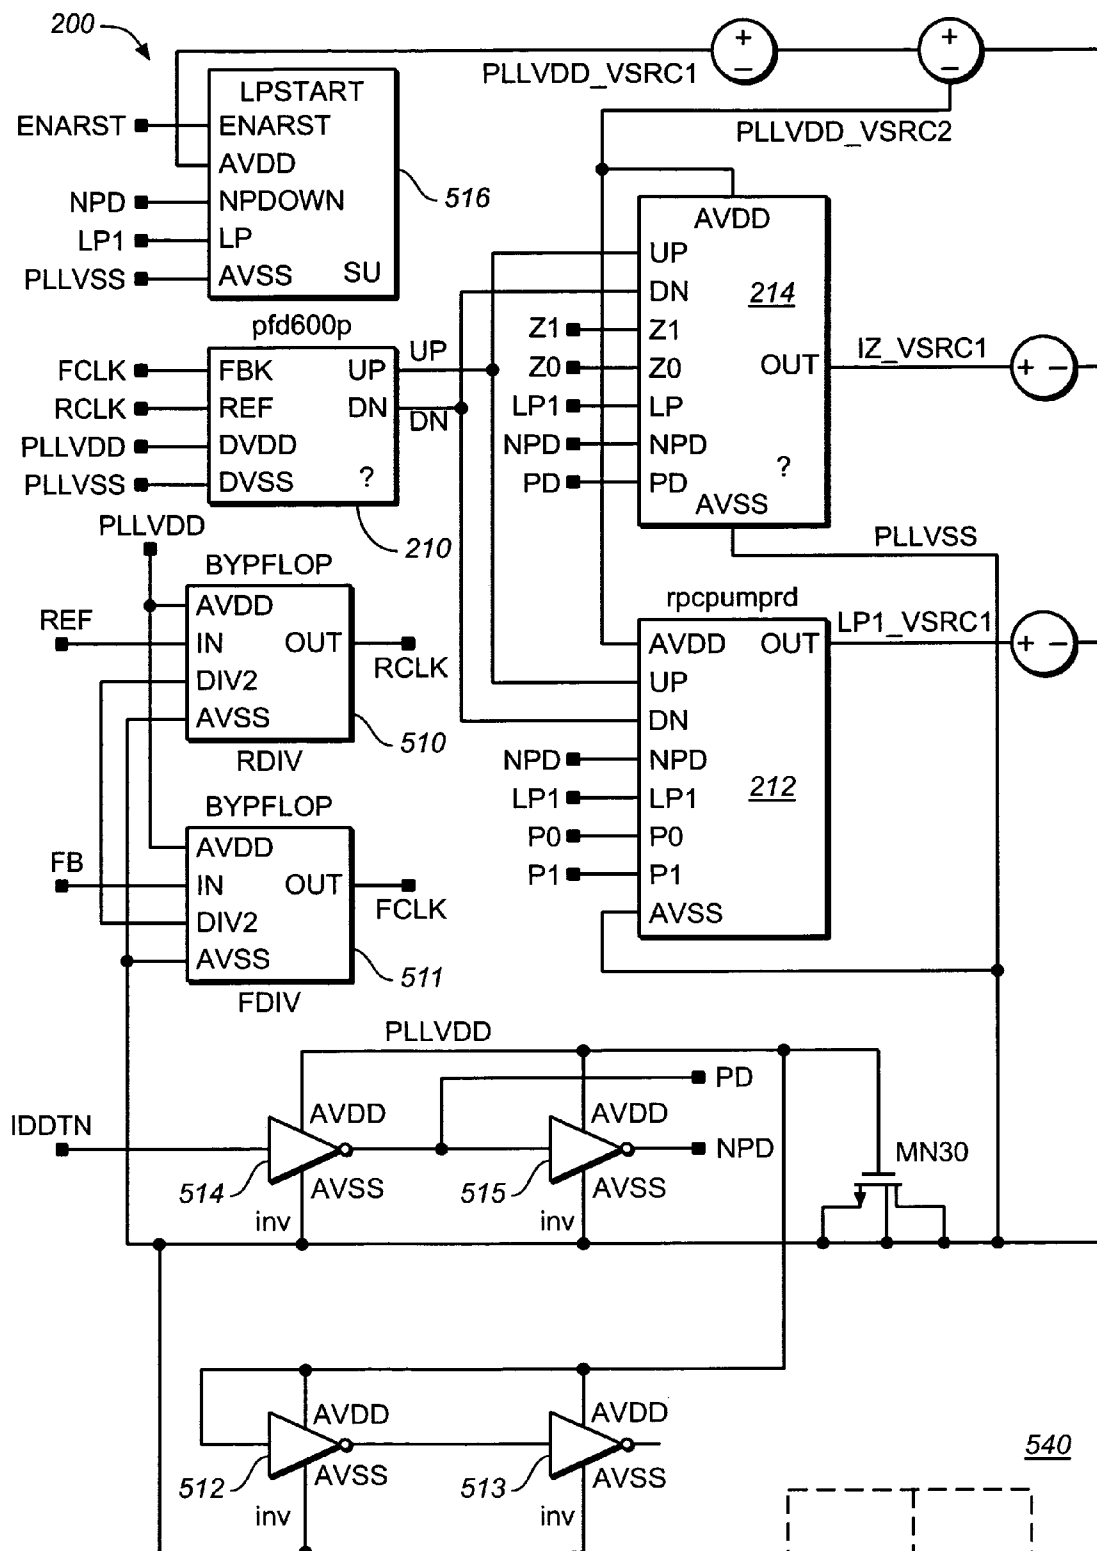 200
PLLVDD_VSRC1
+
−
+
−
PLLVDD_VSRC2
LPSTART
ENARST
ENARST
AVDD
NPD
NPDOWN
LP1
LP
PLLVSS
AVSS
SU
516
pfd600p
FCLK
FBK
UP
UP
RCLK
REF
DN
DN
PLLVDD
DVDD
PLLVSS
DVSS
?
210
AVDD
UP
DN
214
Z1
Z1
Z0
Z0
OUT
IZ_VSRC1
+ −
LP1
LP
NPD
NPD
PD
PD
?
AVSS
PLLVSS
PLLVDD
BYPFLOP
AVDD
REF
IN
OUT
RCLK
DIV2
AVSS
510
RDIV
BYPFLOP
AVDD
FB
IN
OUT
FCLK
DIV2
AVSS
511
FDIV
rpcpumprd
AVDD
OUT
LP1_VSRC1
+ −
UP
DN
NPD
NPD
212
LP1
LP1
P0
P0
P1
P1
AVSS
PLLVDD
PD
IDDTN
AVDD
AVDD
NPD
MN30
514
AVSS
515
AVSS
inv
inv
AVDD
AVDD
512
AVSS
513
AVSS
inv
inv
540